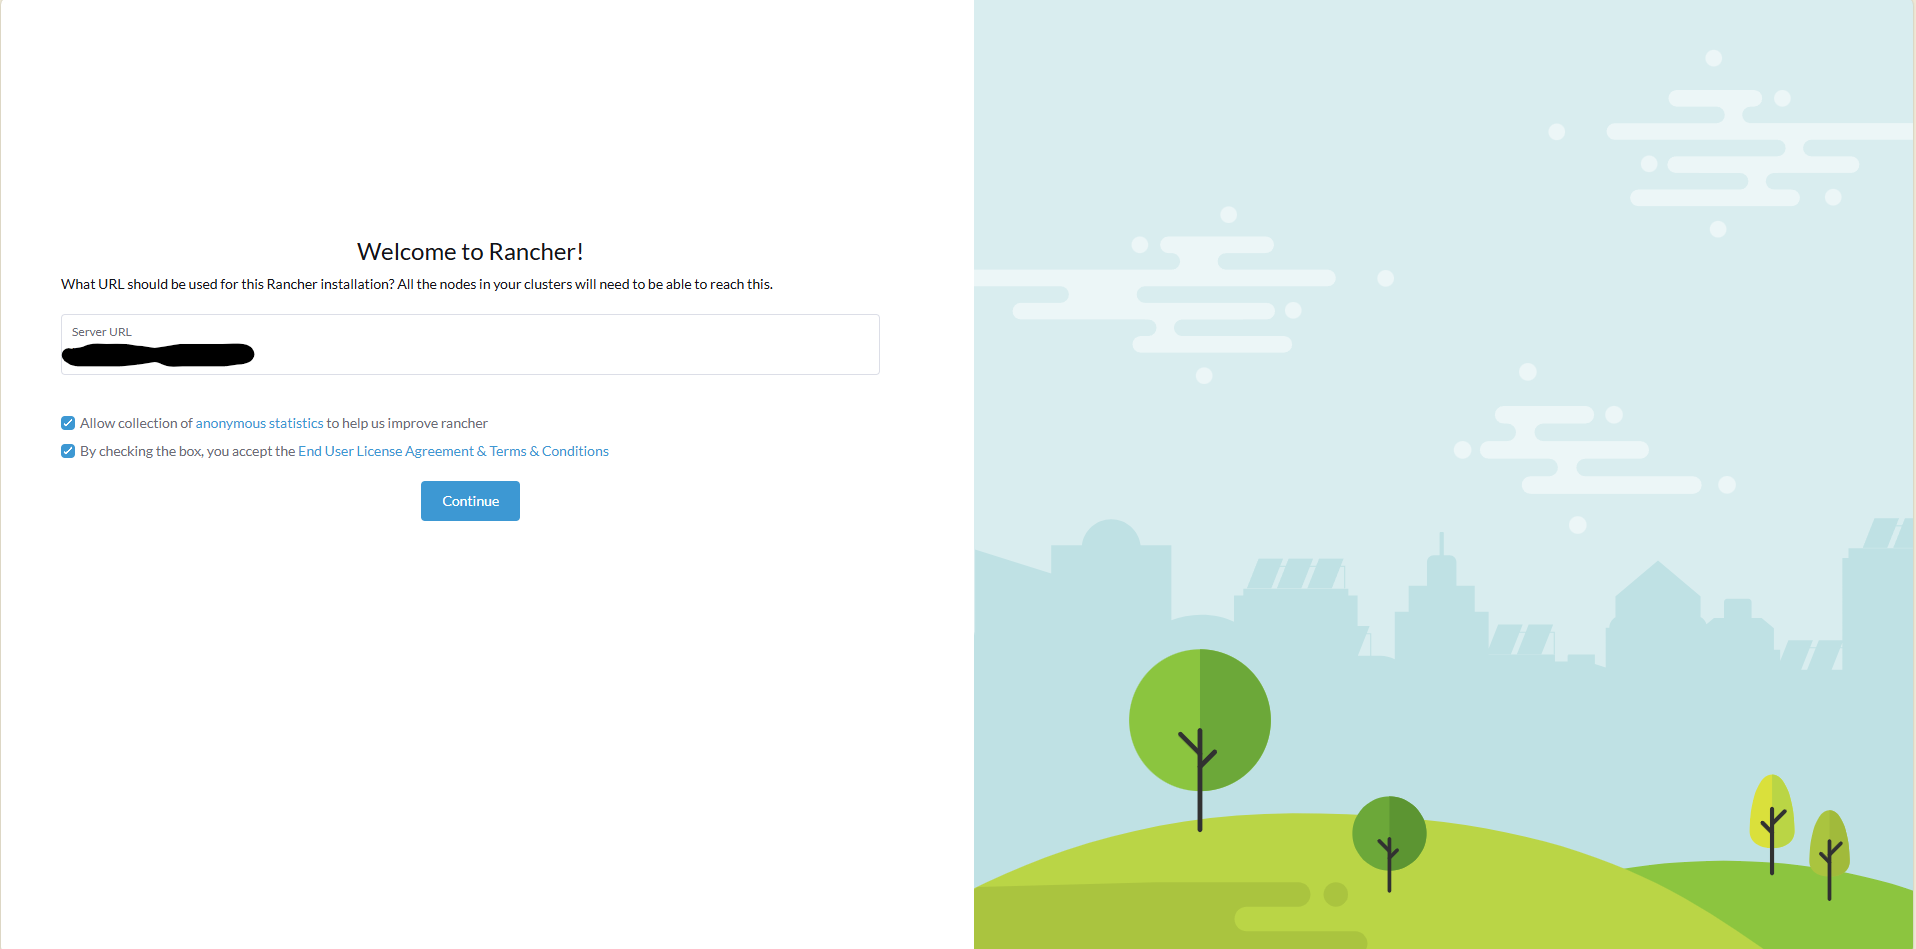 Welcome to Rancher!
What URL should be used for this Rancher installation? All the nodes in your clusters will need to be able to reach this.
Server URL
Allow collection of anonymous statistics to help us improve rancher
By checking the box, you accept the End User License Agreement & Terms & Conditions
Continue